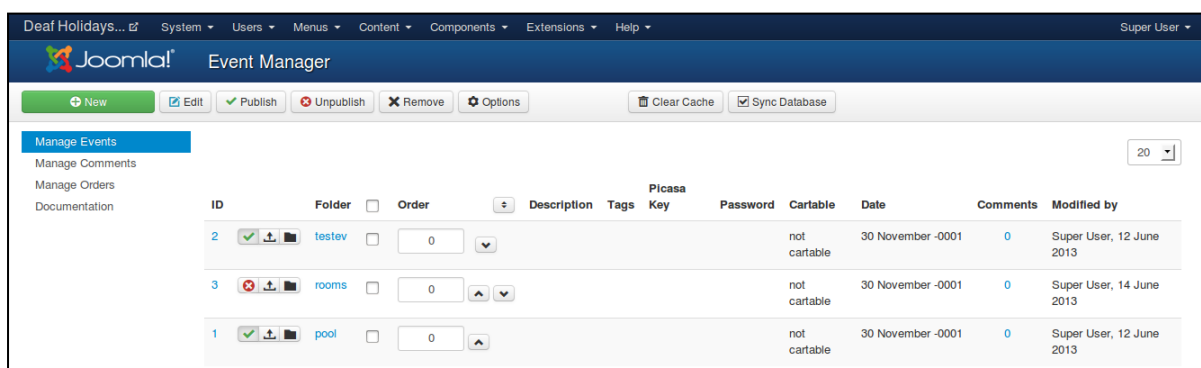 Deaf Holidays... System Users Menus Content Components Extensions Help Super User
Joomla!® Event Manager
New Edit Publish Unpublish Remove Options Clear Cache Sync Database
Manage Events
Manage Comments
Manage Orders
Documentation
20
ID Folder Order Description Tags Picasa Key Password Cartable Date Comments Modified by
2 testev 0 not cartable 30 November -0001 0 Super User, 12 June 2013
3 rooms 0 not cartable 30 November -0001 0 Super User, 14 June 2013
1 pool 0 not cartable 30 November -0001 0 Super User, 12 June 2013